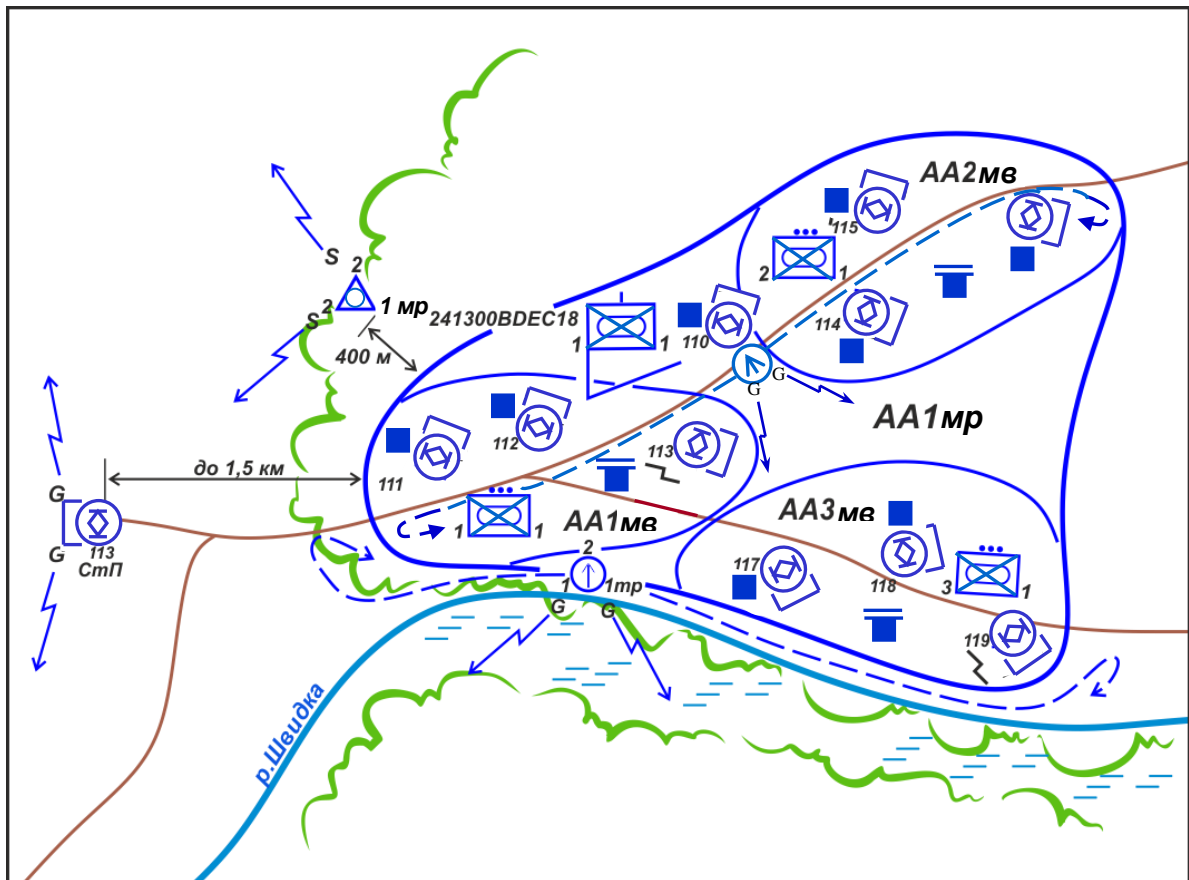 АА2мв
115
2 1
S
2
S 2
1 мр
241300BDEC18
1 1
110
114
400 м
G
G
АА1мр
112
113
111
до 1,5 км
G
G
113
СтП
1 1
АА1мв
АА3мв
2
1
1тр
G
G
117
118
3 1
119
р.Швидка